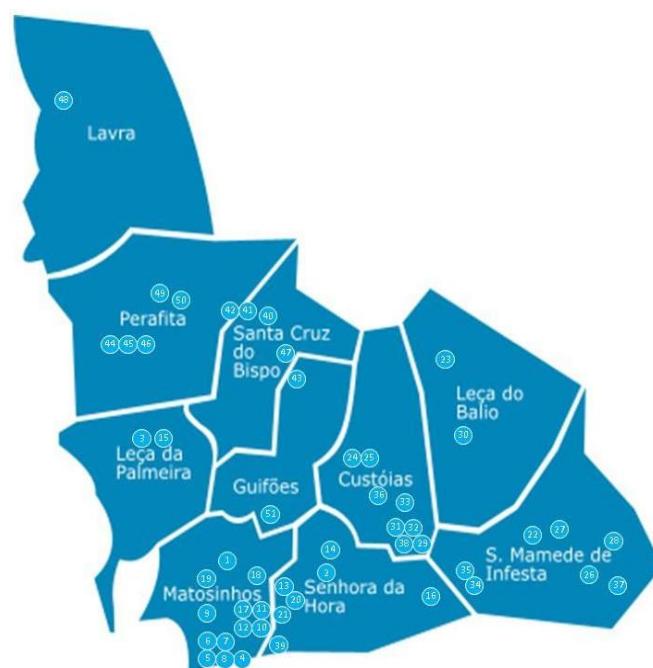 48
Lavra
49 50
Perafita
44 45 46
42 41 40
Santa Cruz
do
Bispo
47
43
23
Leça do
Balio
30
3 15
Leça da
Palmeira
24 25
Custóias
36
33
31 32
38 29
Guifões
51
22 27 28
S. Mamede de
Infesta
35
34
26
37
1
19 18
Matosinhos
9 17 11
12 10
6 7
5 8 4
14
2
13
Senhora da
Hora
20
21
16
39